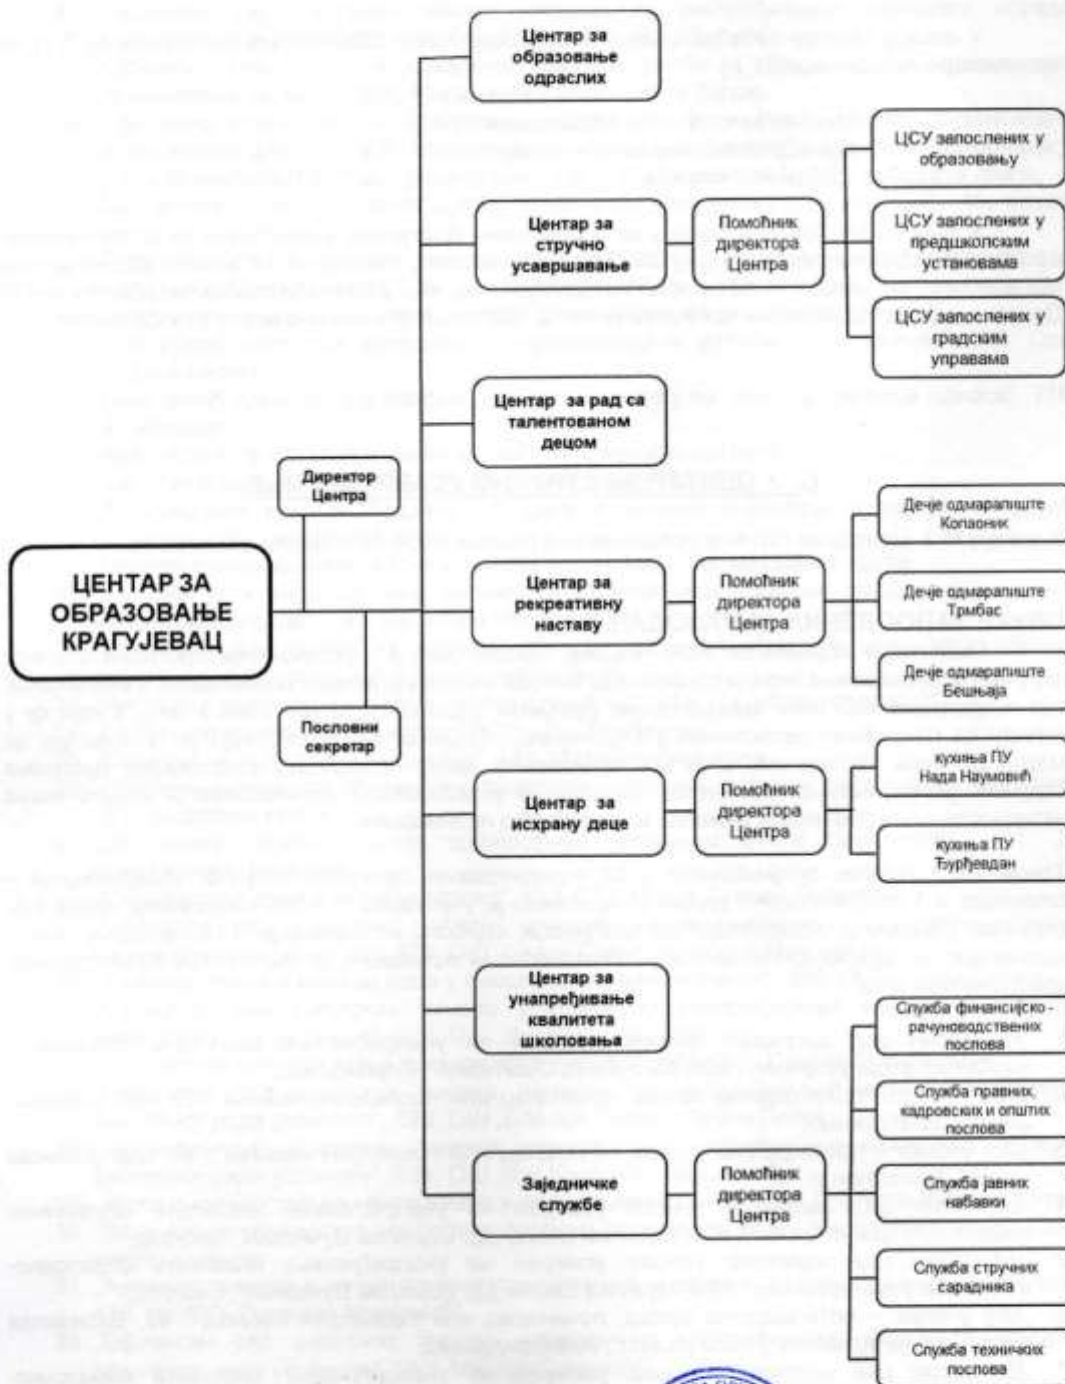 Центар за
образовање
одраслих
ЦСУ запослених у
образовању
Центар за
стручно
усавршавање
Помоћник
директора
Центра
ЦСУ запослених у
предшколским
установама
ЦСУ запослених у
градским
управама
Центар за рад са
талентованом
децом
Директор
Центра
ЦЕНТАР ЗА
ОБРАЗОВАЊЕ
КРАГУЈЕВАЦ
Пословни
секретар
Центар за
рекреативну
наставу
Помоћник
директора
Центра
Дечје одмаралиште
Копаоник
Дечје одмаралиште
Трмбас
Дечје одмаралиште
Бешњаја
Центар за
исхрану деце
Помоћник
директора
Центра
кухиња ПУ
Нада Наумовић
кухиња ПУ
Ђурђевдан
Центар за
унапређивање
квалитета
школовања
Заједничке
службе
Помоћник
директора
Центра
Служба финансијско -
рачуноводствених
послова
Служба правних,
кадровских и општих
послова
Служба јавних
набавки
Служба стручних
сарадника
Служба техничких
послова